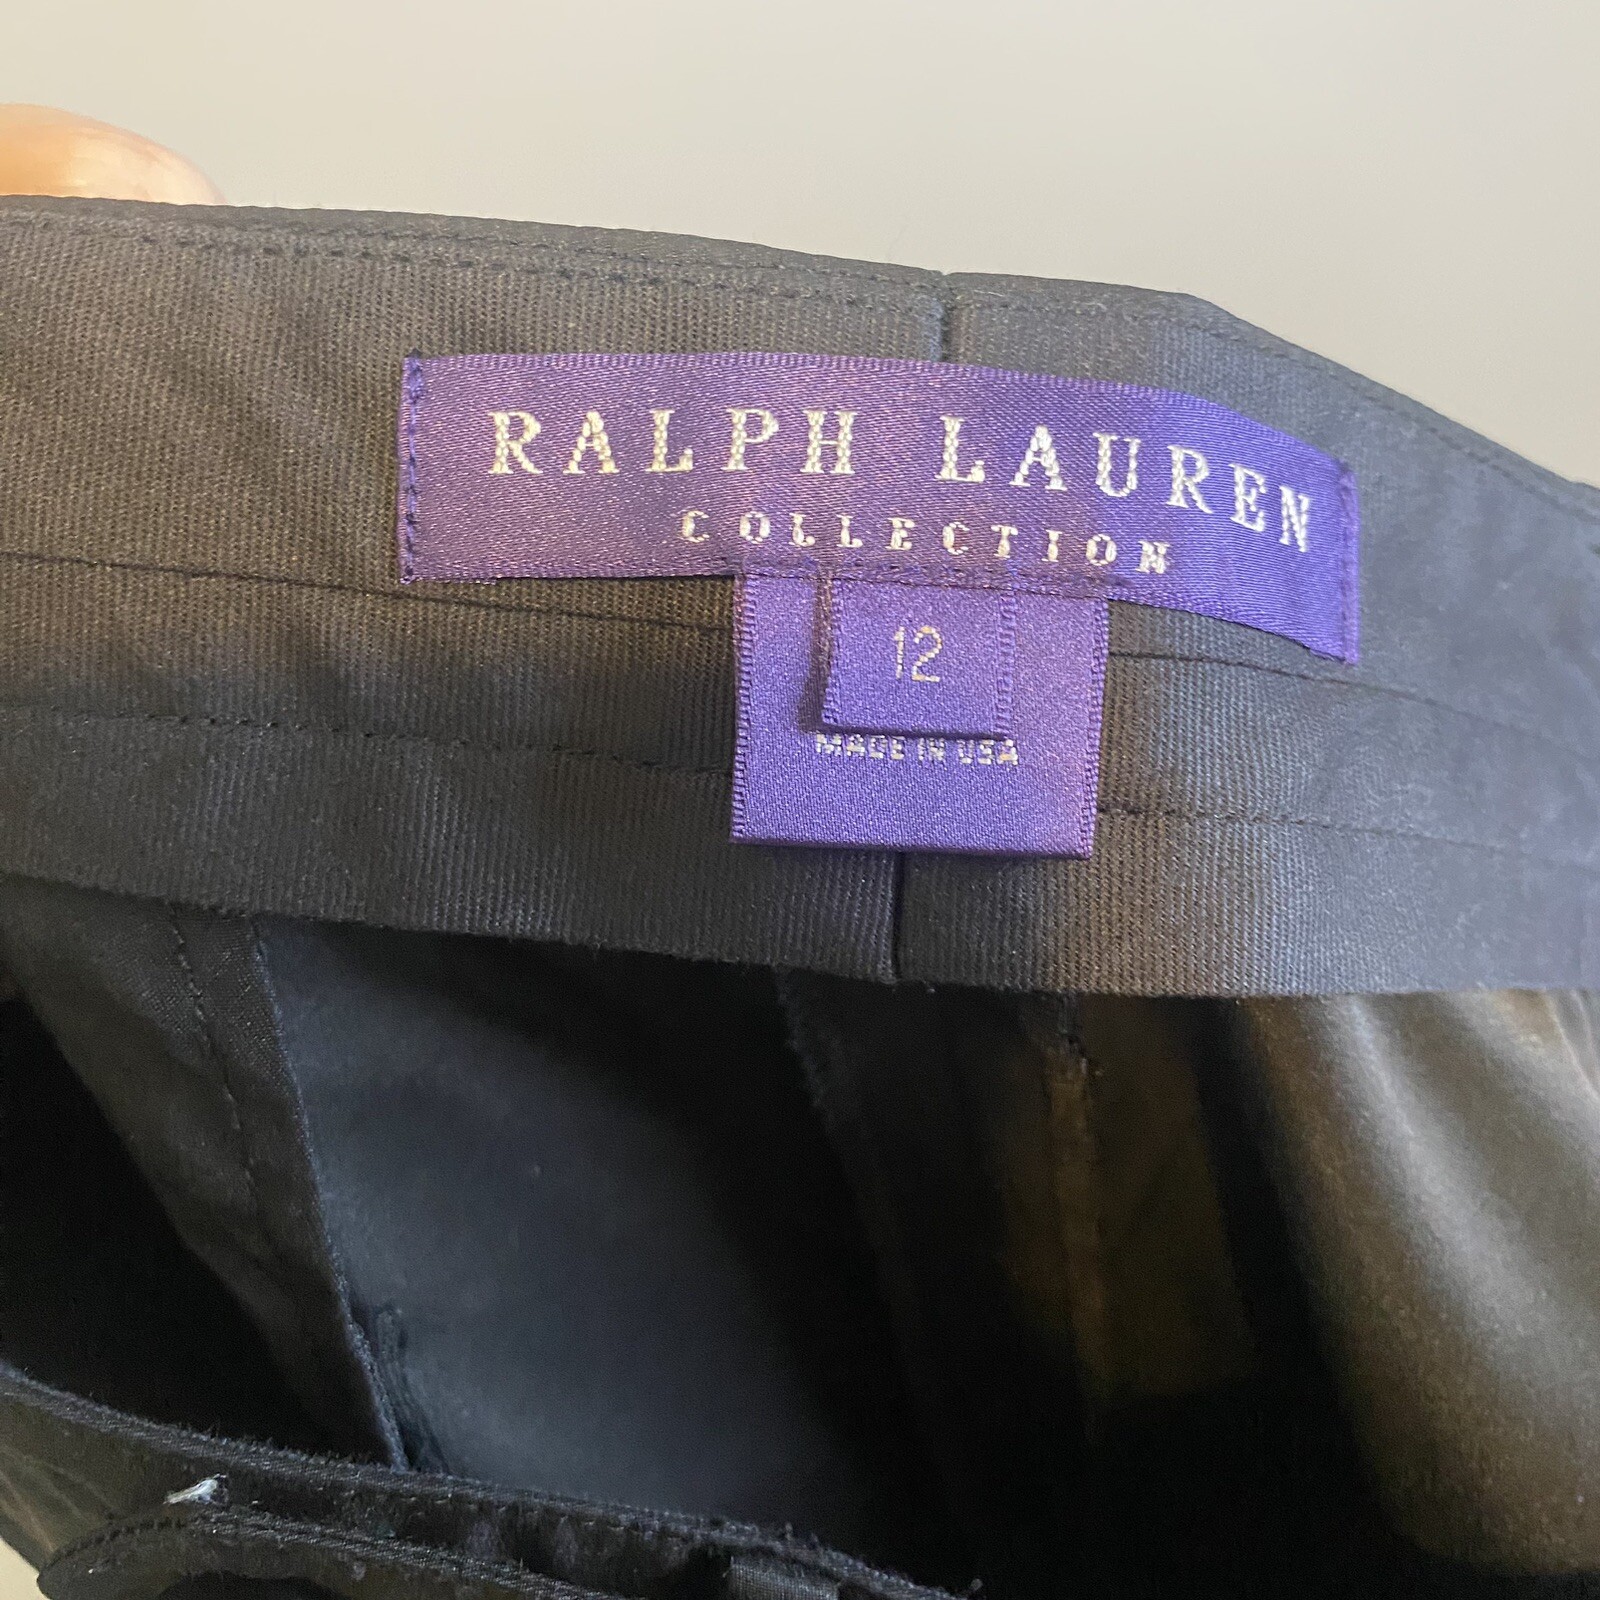 RALPH LAUREN
COLLECTION
12
MADE IN USA